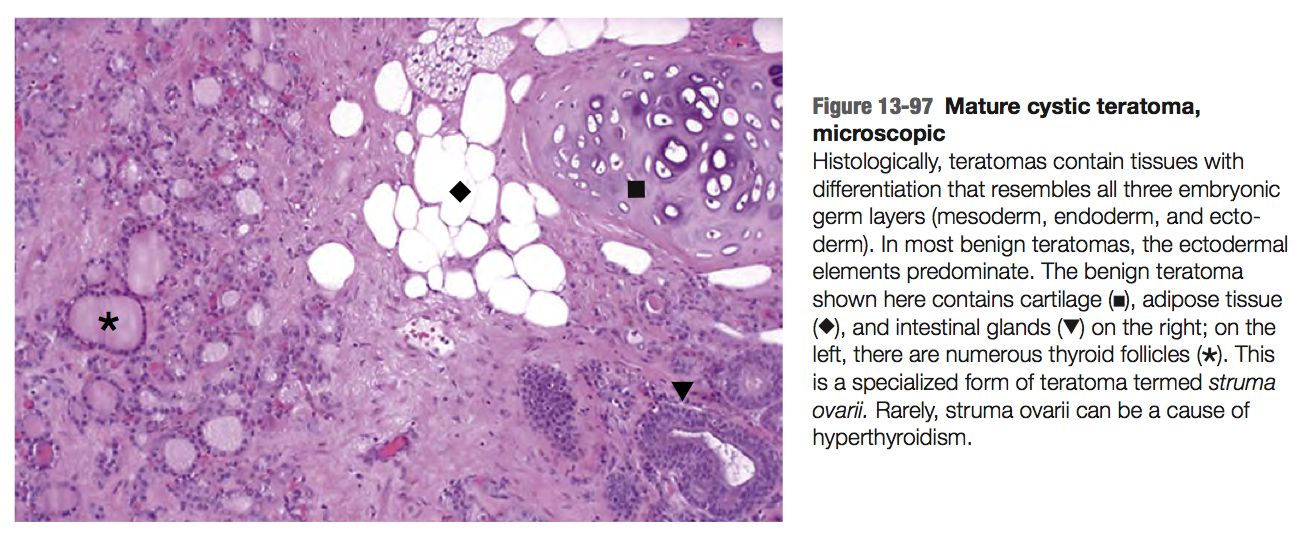 Figure 13-97 Mature cystic teratoma,
microscopic
Histologically, teratomas contain tissues with
differentiation that resembles all three embryonic
germ layers (mesoderm, endoderm, and ecto-
derm). In most benign teratomas, the ectodermal
elements predominate. The benign teratoma
shown here contains cartilage (■), adipose tissue
(◆), and intestinal glands (▼) on the right; on the
left, there are numerous thyroid follicles (*). This
is a specialized form of teratoma termed struma
ovarii. Rarely, struma ovarii can be a cause of
hyperthyroidism.